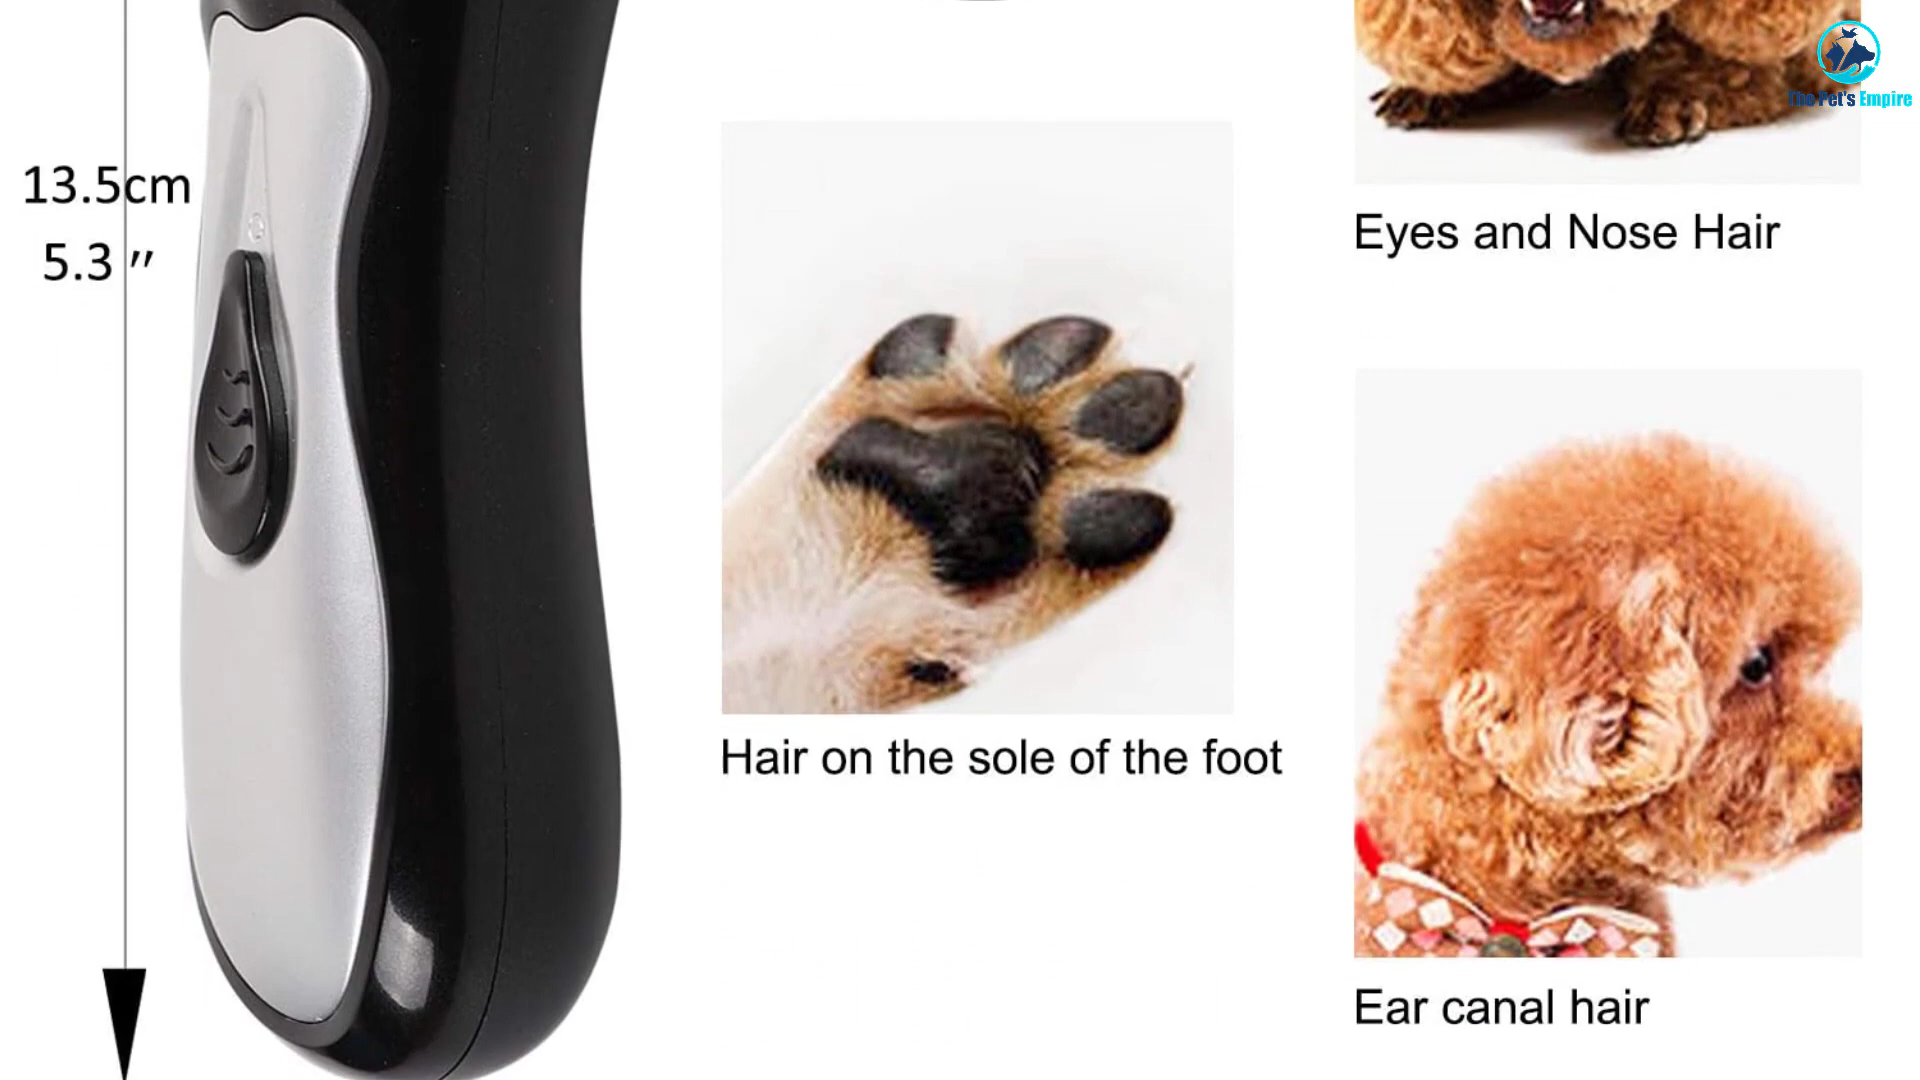 The Pet's Empire
13.5cm
5.3 "
Eyes and Nose Hair
Hair on the sole of the foot
Ear canal hair